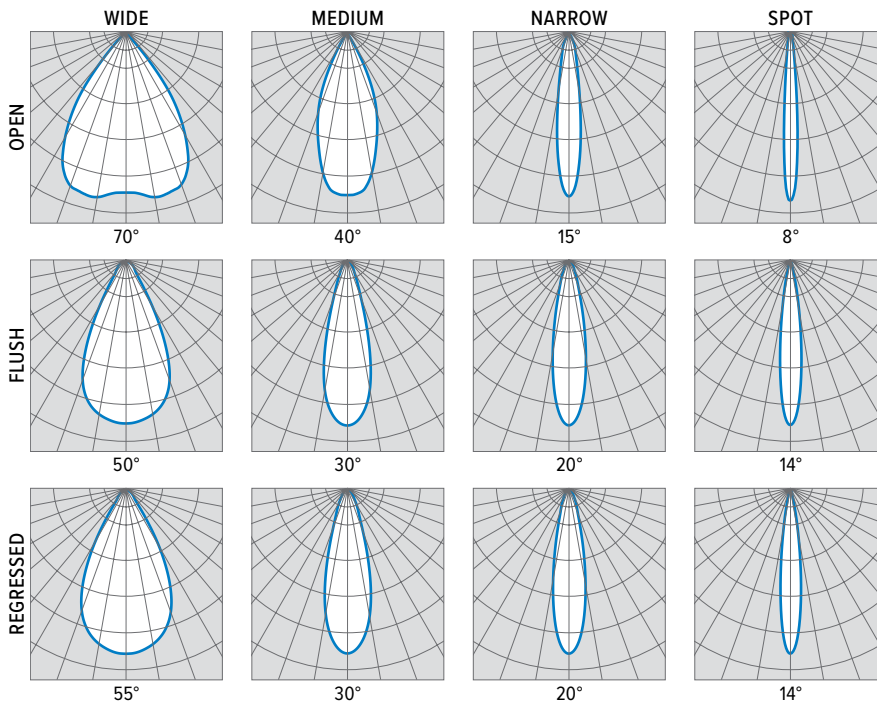 WIDE MEDIUM NARROW SPOT
OPEN
70° 40° 15° 8°
FLUSH
50° 30° 20° 14°
REGRESSED
55° 30° 20° 14°